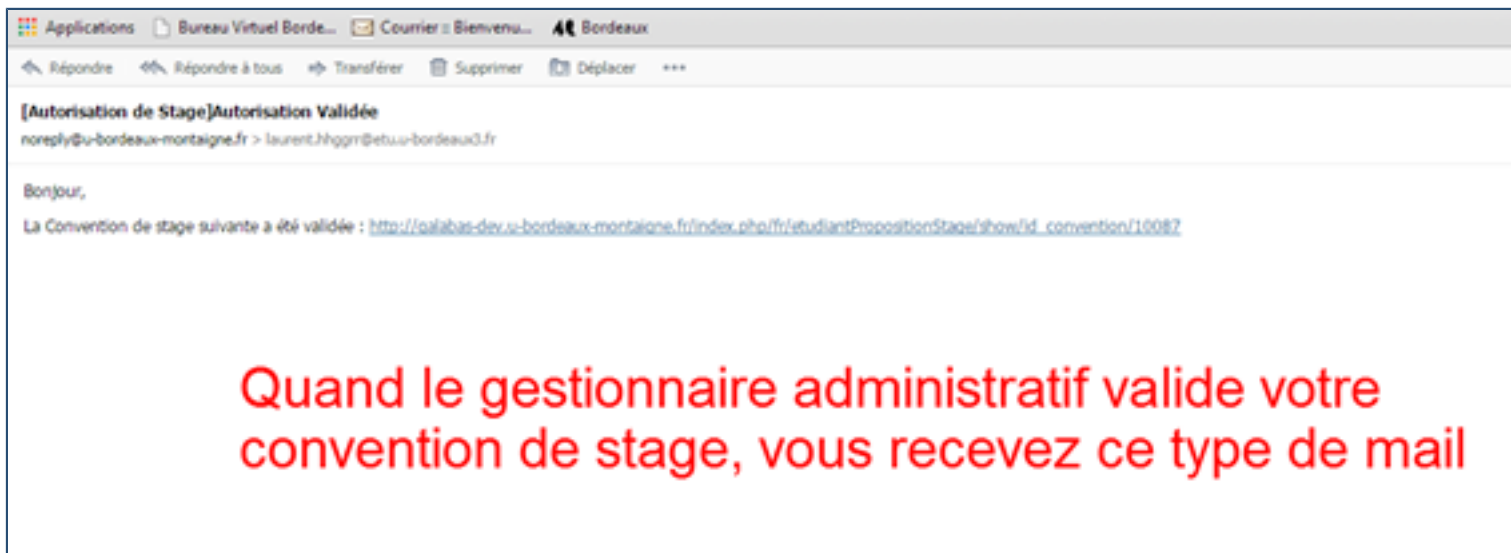 Applications Bureau Virtuel Borde... Courrier :: Bienvenu... Bordeaux
Répondre Répondre à tous Transférer Supprimer Déplacer •••
[Autorisation de Stage]Autorisation Validée
noreply@u-bordeaux-montaigne.fr > laurent.hhggrr@etu.u-bordeaux3.fr
Bonjour,
La Convention de stage suivante a été validée : http://galabas-dev.u-bordeaux-montaigne.fr/index.php/fr/etudiantPropositionStage/show/id_convention/10087
Quand le gestionnaire administratif valide votre
convention de stage, vous recevez ce type de mail